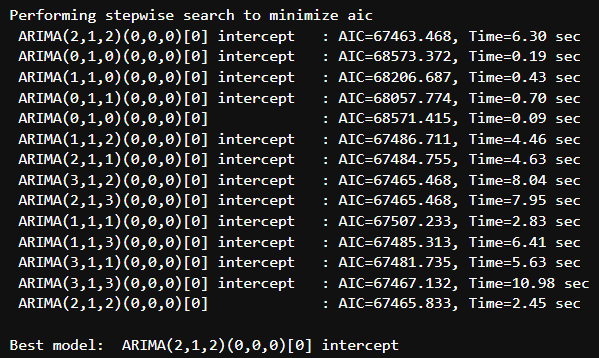 Performing stepwise search to minimize aic
ARIMA(2,1,2)(0,0,0)[0] intercept   : AIC=67463.468, Time=6.30 sec
ARIMA(0,1,0)(0,0,0)[0] intercept   : AIC=68573.372, Time=0.19 sec
ARIMA(1,1,0)(0,0,0)[0] intercept   : AIC=68206.687, Time=0.43 sec
ARIMA(0,1,1)(0,0,0)[0] intercept   : AIC=68057.774, Time=0.70 sec
ARIMA(0,1,0)(0,0,0)[0]             : AIC=68571.415, Time=0.09 sec
ARIMA(1,1,2)(0,0,0)[0] intercept   : AIC=67486.711, Time=4.46 sec
ARIMA(2,1,1)(0,0,0)[0] intercept   : AIC=67484.755, Time=4.63 sec
ARIMA(3,1,2)(0,0,0)[0] intercept   : AIC=67465.468, Time=8.04 sec
ARIMA(2,1,3)(0,0,0)[0] intercept   : AIC=67465.468, Time=7.95 sec
ARIMA(1,1,1)(0,0,0)[0] intercept   : AIC=67507.233, Time=2.83 sec
ARIMA(1,1,3)(0,0,0)[0] intercept   : AIC=67485.313, Time=6.41 sec
ARIMA(3,1,1)(0,0,0)[0] intercept   : AIC=67481.735, Time=5.63 sec
ARIMA(3,1,3)(0,0,0)[0] intercept   : AIC=67467.132, Time=10.98 sec
ARIMA(2,1,2)(0,0,0)[0]             : AIC=67465.833, Time=2.45 sec
Best model:  ARIMA(2,1,2)(0,0,0)[0] intercept